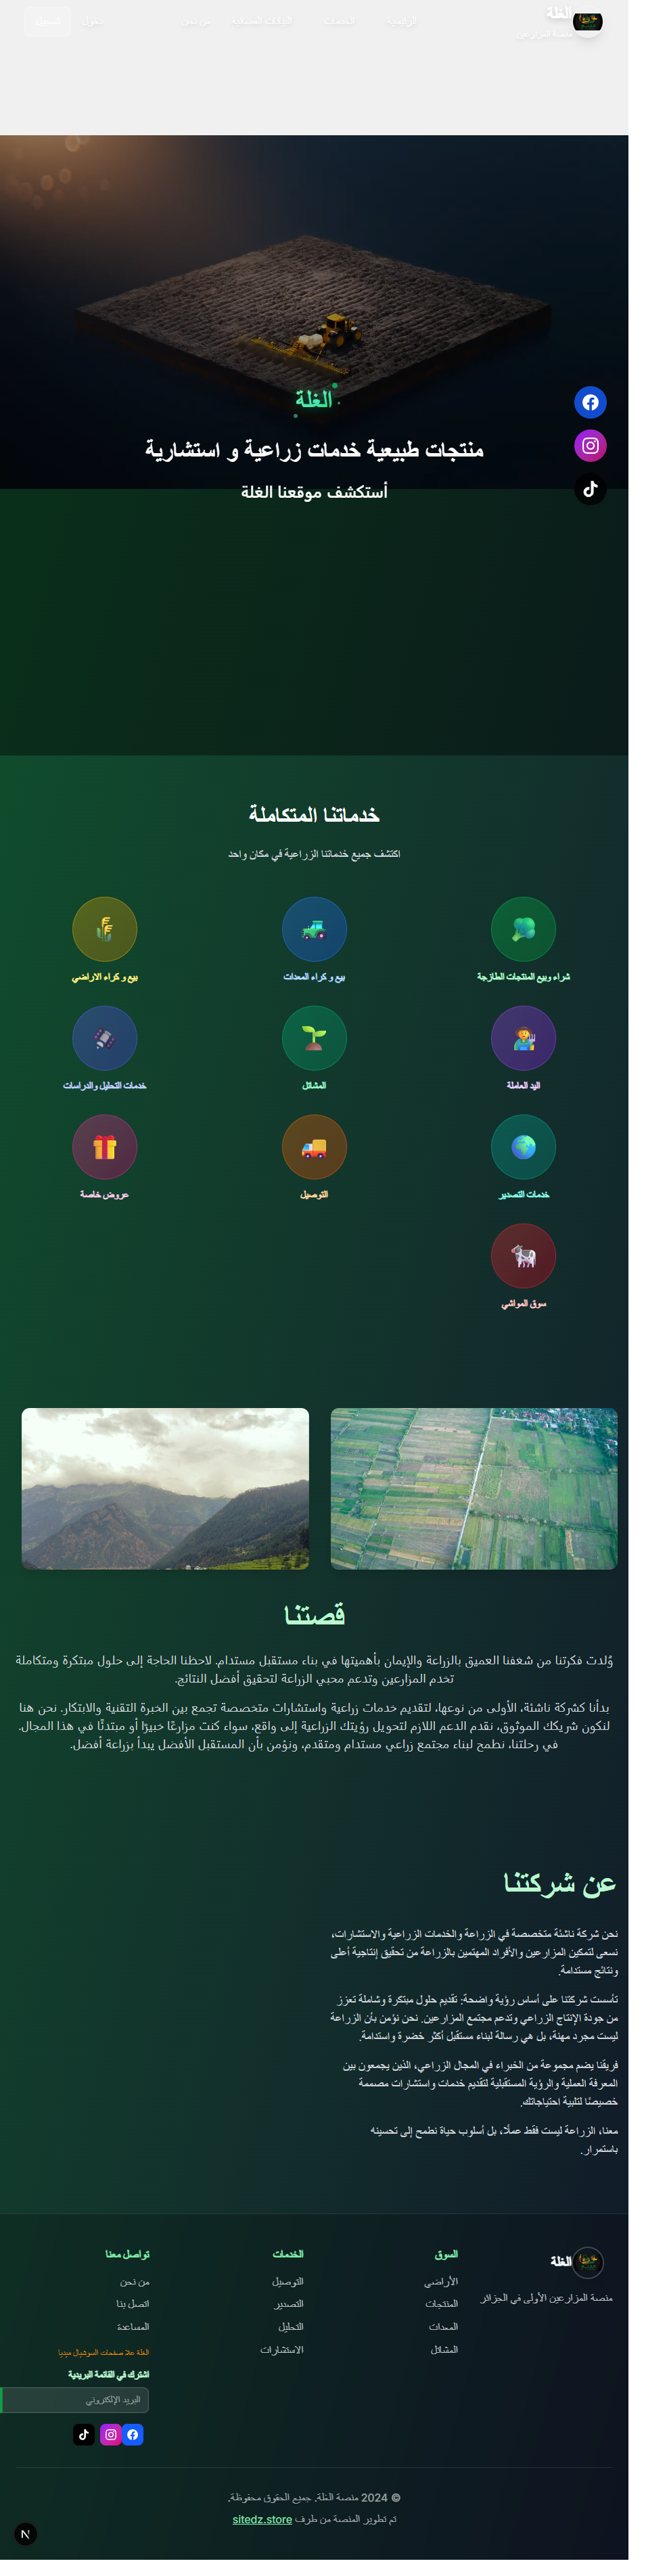 الغلة
منصة المزارعين
الرئيسية
الخدمات
البيانات الفضائية
من نحن
دخول
تسجيل
الغلة
منتجات طبيعية خدمات زراعية و استشارية
أستكشف موقعنا الغلة
خدماتنا المتكاملة
اكتشف جميع خدماتنا الزراعية في مكان واحد
شراء وبيع المنتجات الطازجة
بيع و كراء المعدات
بيع و كراء الاراضي
اليد العاملة
المشاتل
خدمات التحليل والدراسات
خدمات التصدير
التوصيل
عروض خاصة
سوق المواشي
قصتنا
وُلدت فكرتنا من شغفنا العميق بالزراعة والإيمان بأهميتها في بناء مستقبل مستدام. لاحظنا الحاجة إلى حلول مبتكرة ومتكاملة
تخدم المزارعين وتدعم محبي الزراعة لتحقيق أفضل النتائج.
بدأنا كشركة ناشئة، الأولى من نوعها، لتقديم خدمات زراعية واستشارات متخصصة تجمع بين الخبرة التقنية والابتكار. نحن هنا
لنكون شريكك الموثوق، نقدم الدعم اللازم لتحويل رؤيتك الزراعية إلى واقع، سواء كنت مزارعًا خبيرًا أو مبتدئًا في هذا المجال.
في رحلتنا، نطمح لبناء مجتمع زراعي مستدام ومتقدم، ونؤمن بأن المستقبل الأفضل يبدأ بزراعة أفضل.
عن شركتنا
نحن شركة ناشئة متخصصة في الزراعة والخدمات الزراعية والاستشارات،
نسعى لتمكين المزارعين والأفراد المهتمين بالزراعة من تحقيق إنتاجية أعلى
ونتائج مستدامة.
تأسست شركتنا على أساس رؤية واضحة: تقديم حلول مبتكرة وشاملة تعزز
من جودة الإنتاج الزراعي وتدعم مجتمع المزارعين. نحن نؤمن بأن الزراعة
ليست مجرد مهنة، بل هي رسالة لبناء مستقبل أكثر خضرة واستدامة.
فريقنا يضم مجموعة من الخبراء في المجال الزراعي، الذين يجمعون بين
المعرفة العملية والرؤية المستقبلية لتقديم خدمات واستشارات مصممة
خصيصًا لتلبية احتياجاتك.
معنا، الزراعة ليست فقط عملًا، بل أسلوب حياة نطمح إلى تحسينه
باستمرار.
الغلة
منصة المزارعين الأولى في الجزائر
السوق
الأراضي
المنتجات
المعدات
المشاتل
الخدمات
التوصيل
التصدير
التحليل
الاستشارات
تواصل معنا
من نحن
اتصل بنا
المساعدة
الغلة علا صفحات السوشيال ميديا
اشترك في القائمة البريدية
البريد الإلكتروني
© 2024 منصة الغلة. جميع الحقوق محفوظة.
تم تطوير المنصة من طرف sitedz.store
N